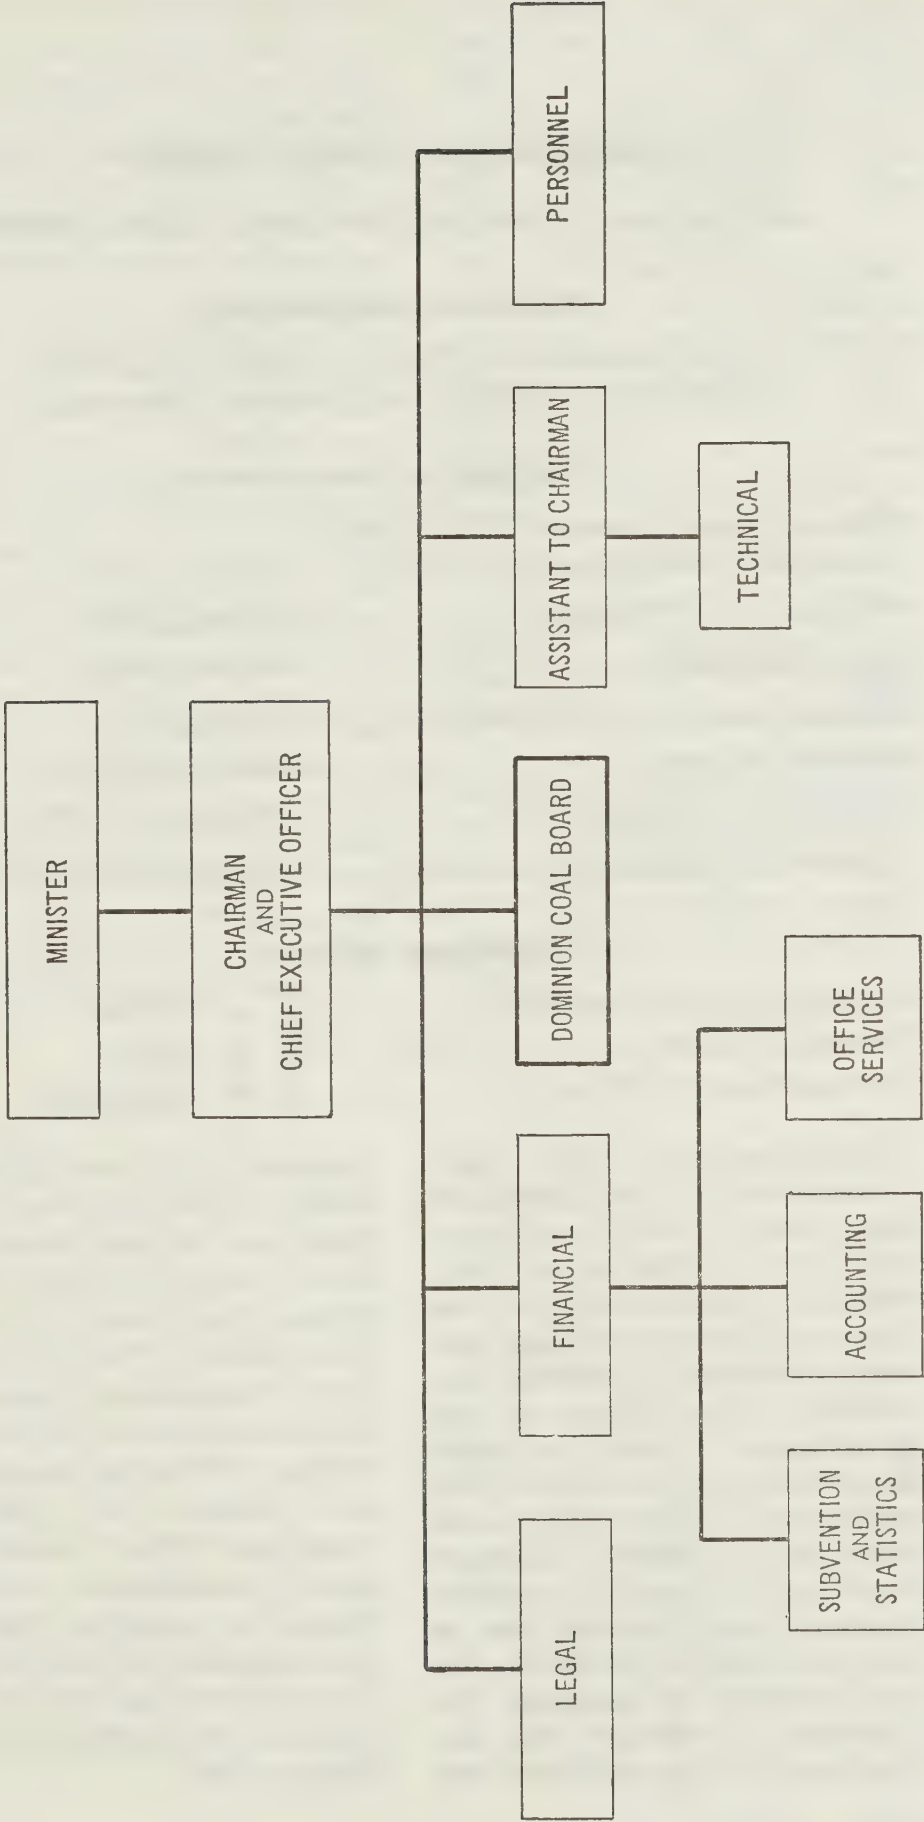 MINISTER
CHAIRMAN
AND
CHIEF EXECUTIVE OFFICER
LEGAL
FINANCIAL
DOMINION COAL BOARD
ASSISTANT TO CHAIRMAN
PERSONNEL
SUBVENTION
AND
STATISTICS
ACCOUNTING
OFFICE
SERVICES
TECHNICAL